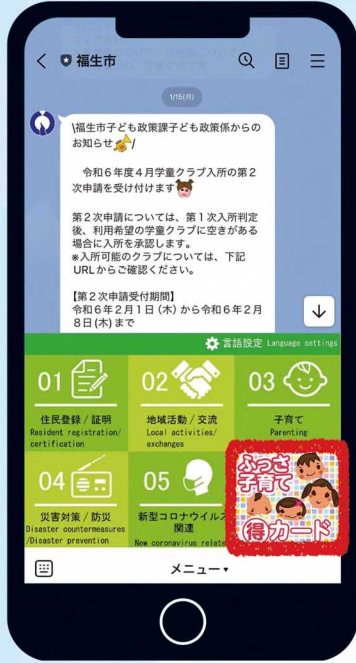 福生市
1/15(月)
\福生市子ども政策課子ども政策係からの
お知らせ/
令和6年度4月学童クラブ入所の第2
次申請を受け付けます
第2次申請については、第1次入所判定
後、利用希望の学童クラブに空きがある
場合に入所を承認します。
*入所可能のクラブについては、下記
URLからご確認ください。
【第2次申請受付期間】
令和6年2月1日(木)から令和6年2月
8日(木)まで
言語設定 Language settings
01
住民登録/証明
Resident registration/
certification
02
地域活動/交流
Local activities/
exchanges
03
子育て
Parenting
04
災害対策/防災
Disaster countermeasures
/Disaster prevention
05
新型コロナウイルス
関連
New coronavirus relate
ふっさ
子育て
得カード
メニュー▾